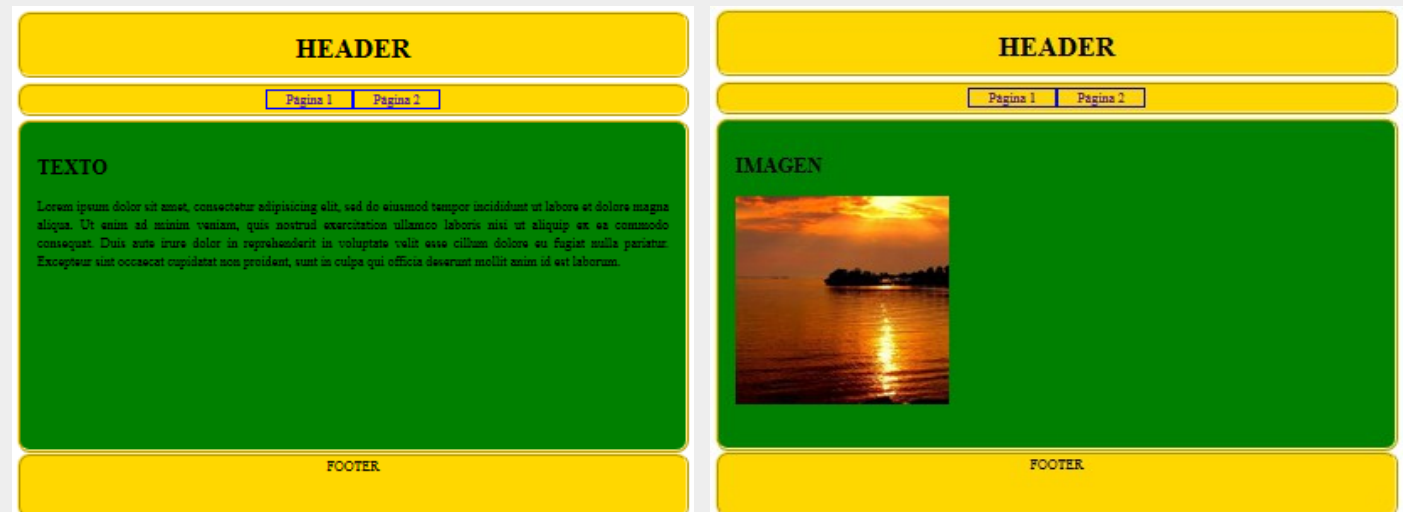 HEADER
Página 1 Página 2
TEXTO
Lorem ipsum dolor sit amet, consectetur adipisicing elit, sed do eiusmod tempor incididunt ut labore et dolore magna
aliqua. Ut enim ad minim veniam, quis nostrud exercitation ullamco laboris nisi ut aliquip ex ea commodo
consequat. Duis aute irure dolor in reprehenderit in voluptate velit esse cillum dolore eu fugiat nulla pariatur.
Excepteur sint occaecat cupidatat non proident, sunt in culpa qui officia deserunt mollit anim id est laborum.
FOOTER
HEADER
Página 1 Página 2
IMAGEN
FOOTER